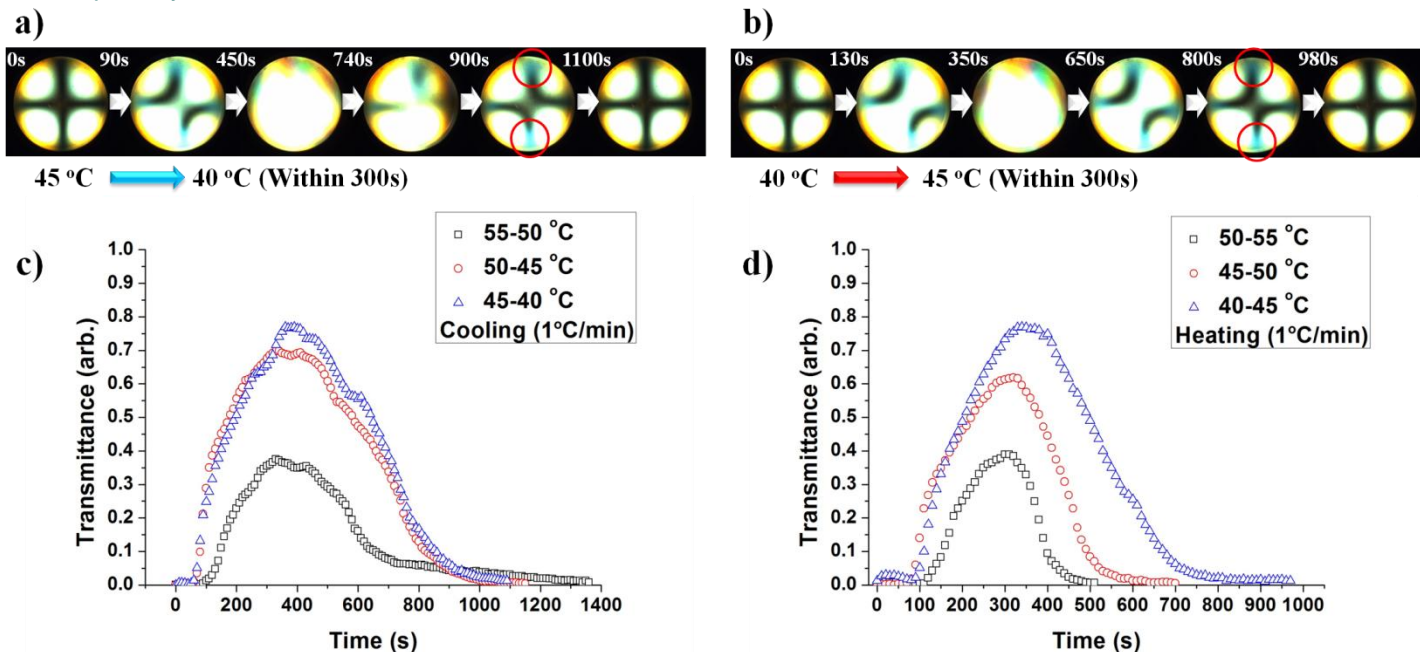 a)
0s 90s 450s 740s 900s 1100s
45 °C 40 °C (Within 300s)
b)
0s 130s 350s 650s 800s 980s
40 °C 45 °C (Within 300s)
c)
55-50 °C
50-45 °C
45-40 °C
Cooling (1°C/min)
Transmittance (arb.)
1.0
0.9
0.8
0.7
0.6
0.5
0.4
0.3
0.2
0.1
0.0
0 200 400 600 800 1000 1200 1400
Time (s)
d)
50-55 °C
45-50 °C
40-45 °C
Heating (1°C/min)
Transmittance (arb.)
1.0
0.9
0.8
0.7
0.6
0.5
0.4
0.3
0.2
0.1
0.0
0 100 200 300 400 500 600 700 800 900 1000
Time (s)